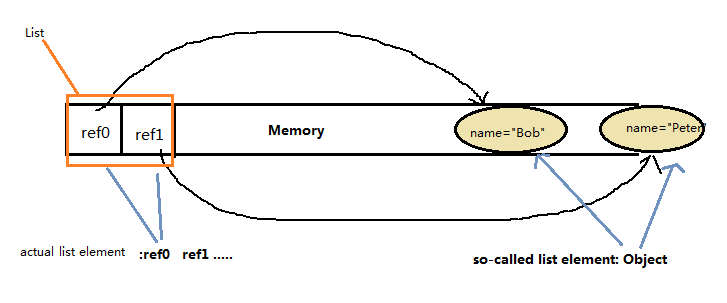 List
ref0
ref1
Memory
name="Bob"
name="Peter"
actual list element :ref0 ref1 .....
so-called list element: Object